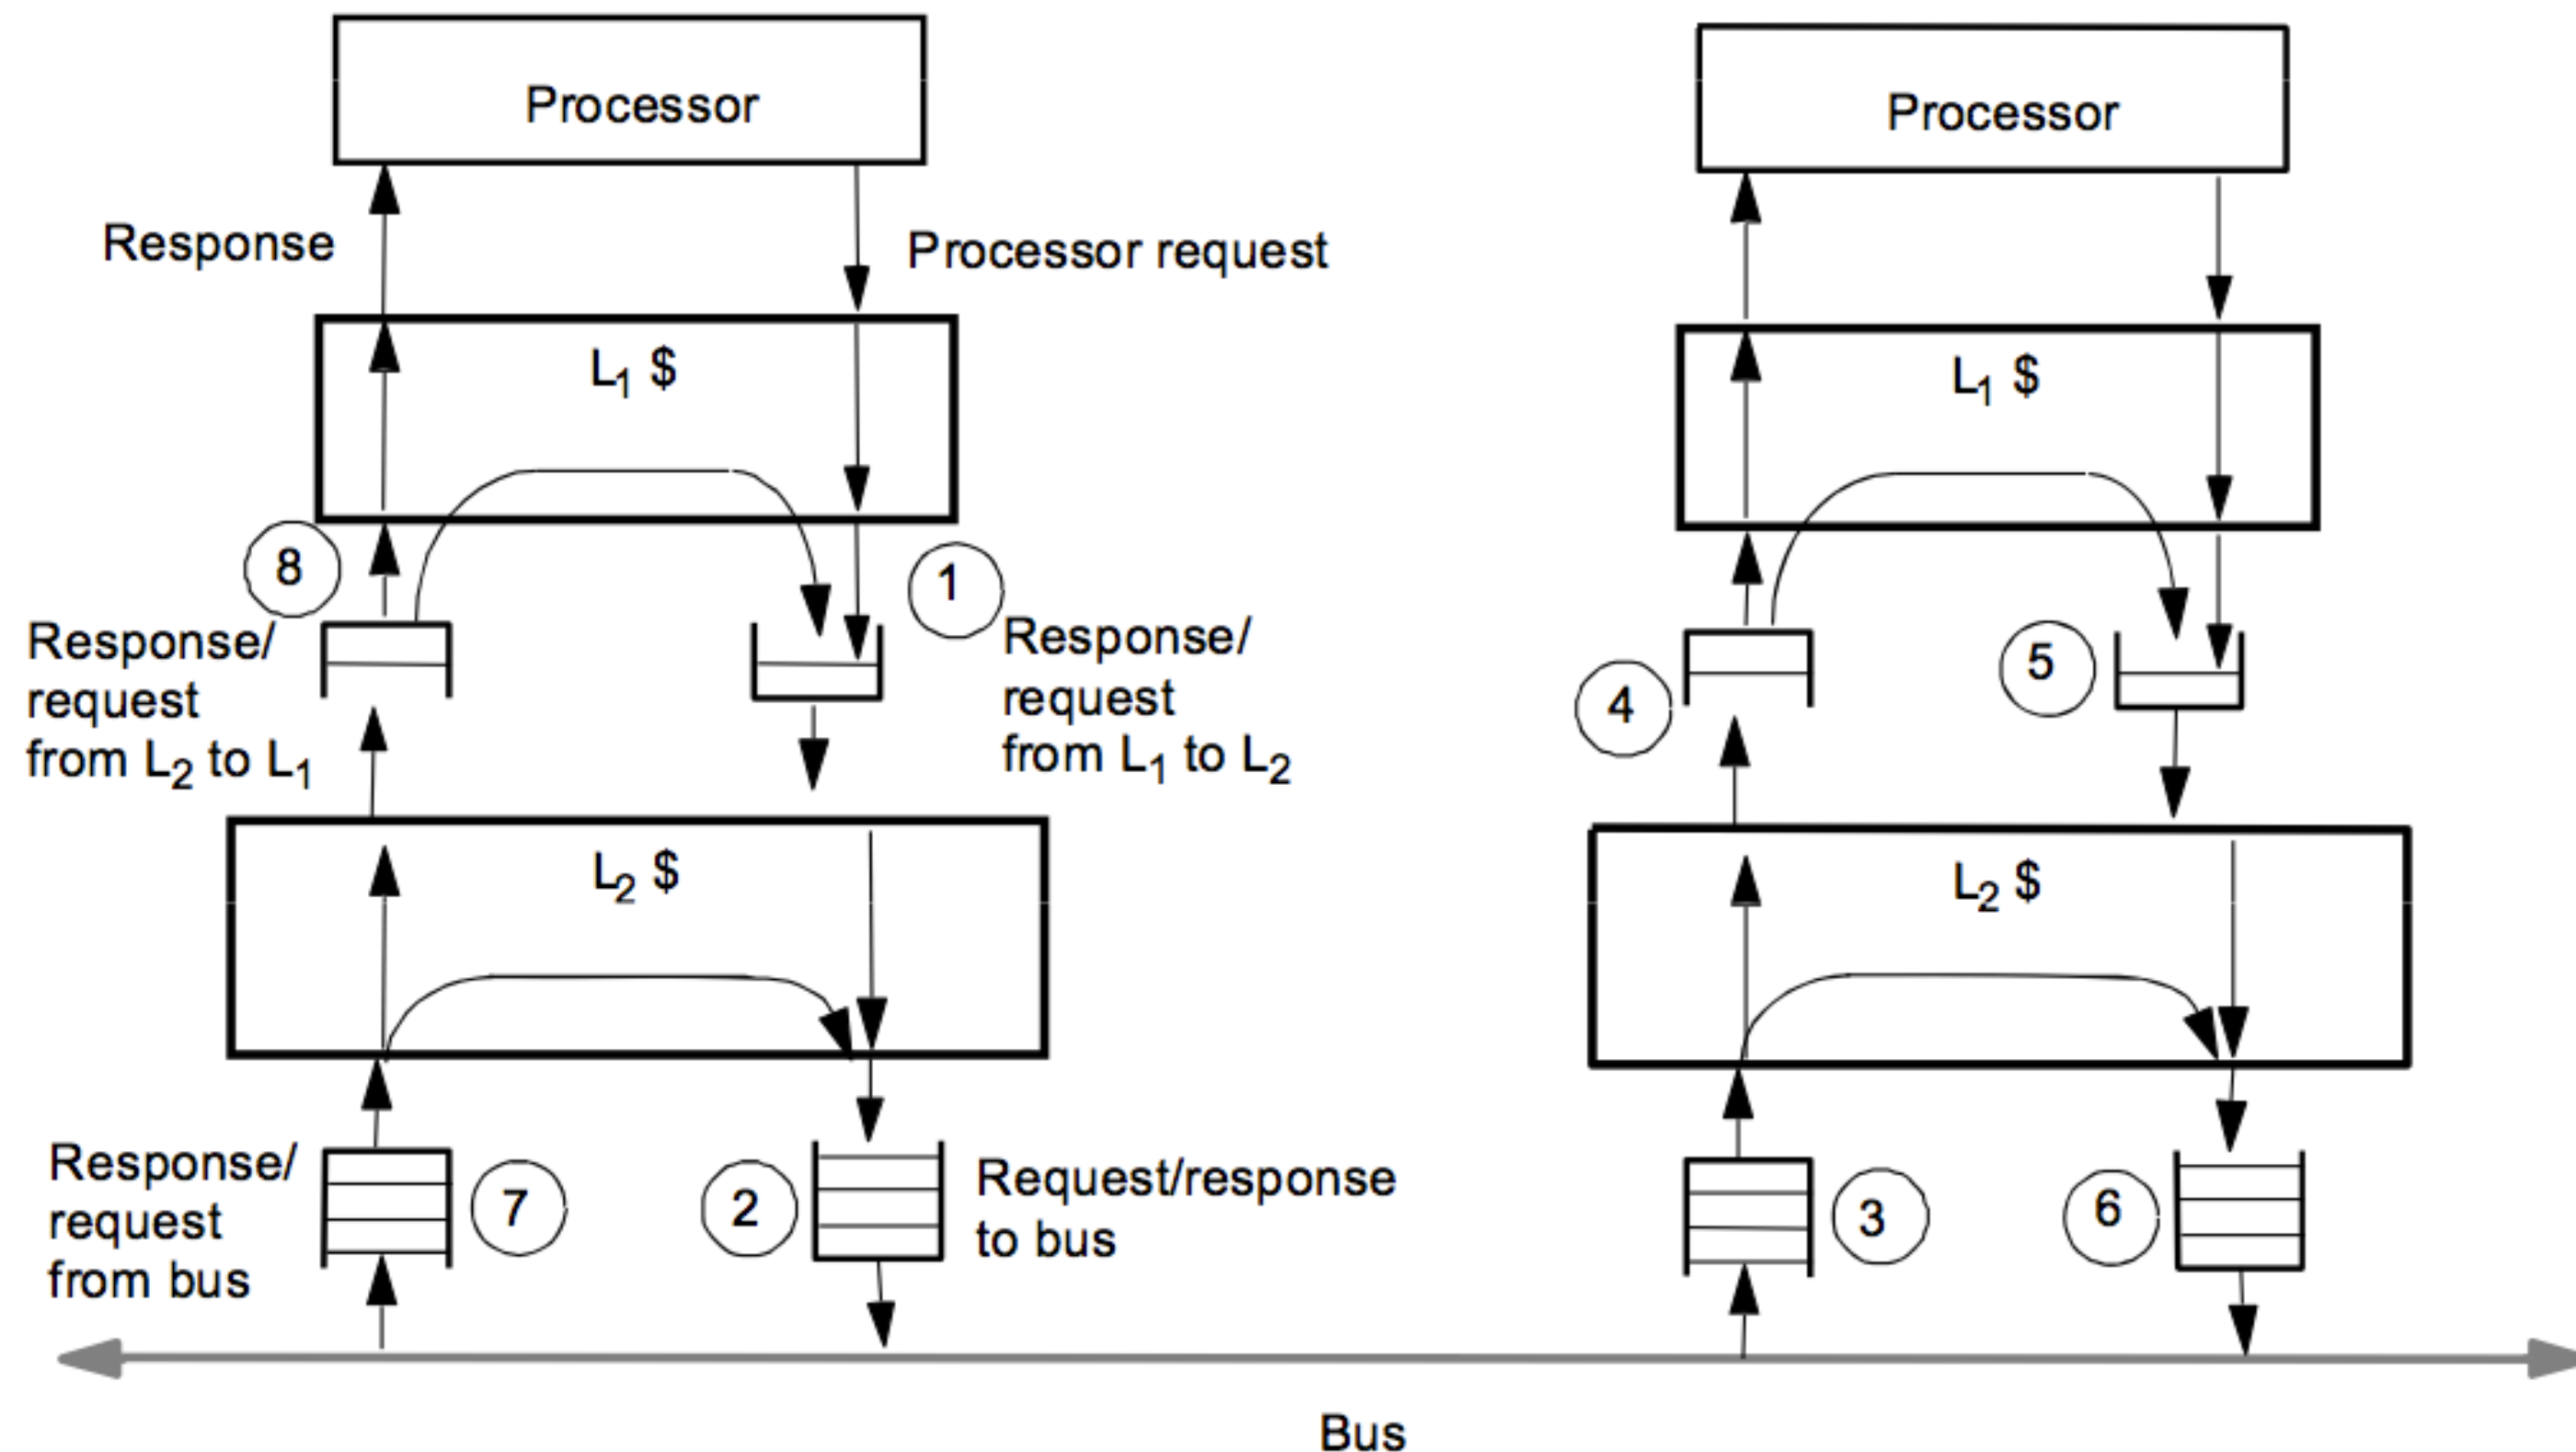 Processor
Processor
Response
Processor request
L1 $
L1 $
8
1
Response/
request
from L2 to L1
Response/
request
from L1 to L2
4
5
L2 $
L2 $
Response/
request
from bus
7
2
Request/response
to bus
3
6
Bus